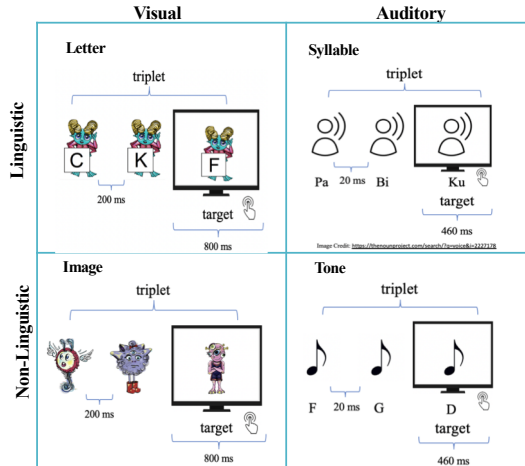 Visual
Auditory
Linguistic
Letter
triplet
C
K
F
200 ms
target
800 ms
Syllable
triplet
Pa
20 ms
Bi
Ku
target
460 ms
Image Credit: https://thenounproject.com/search/?q=voice&i=2227178
Non-Linguistic
Image
triplet
200 ms
target
800 ms
Tone
triplet
F
20 ms
G
D
target
460 ms